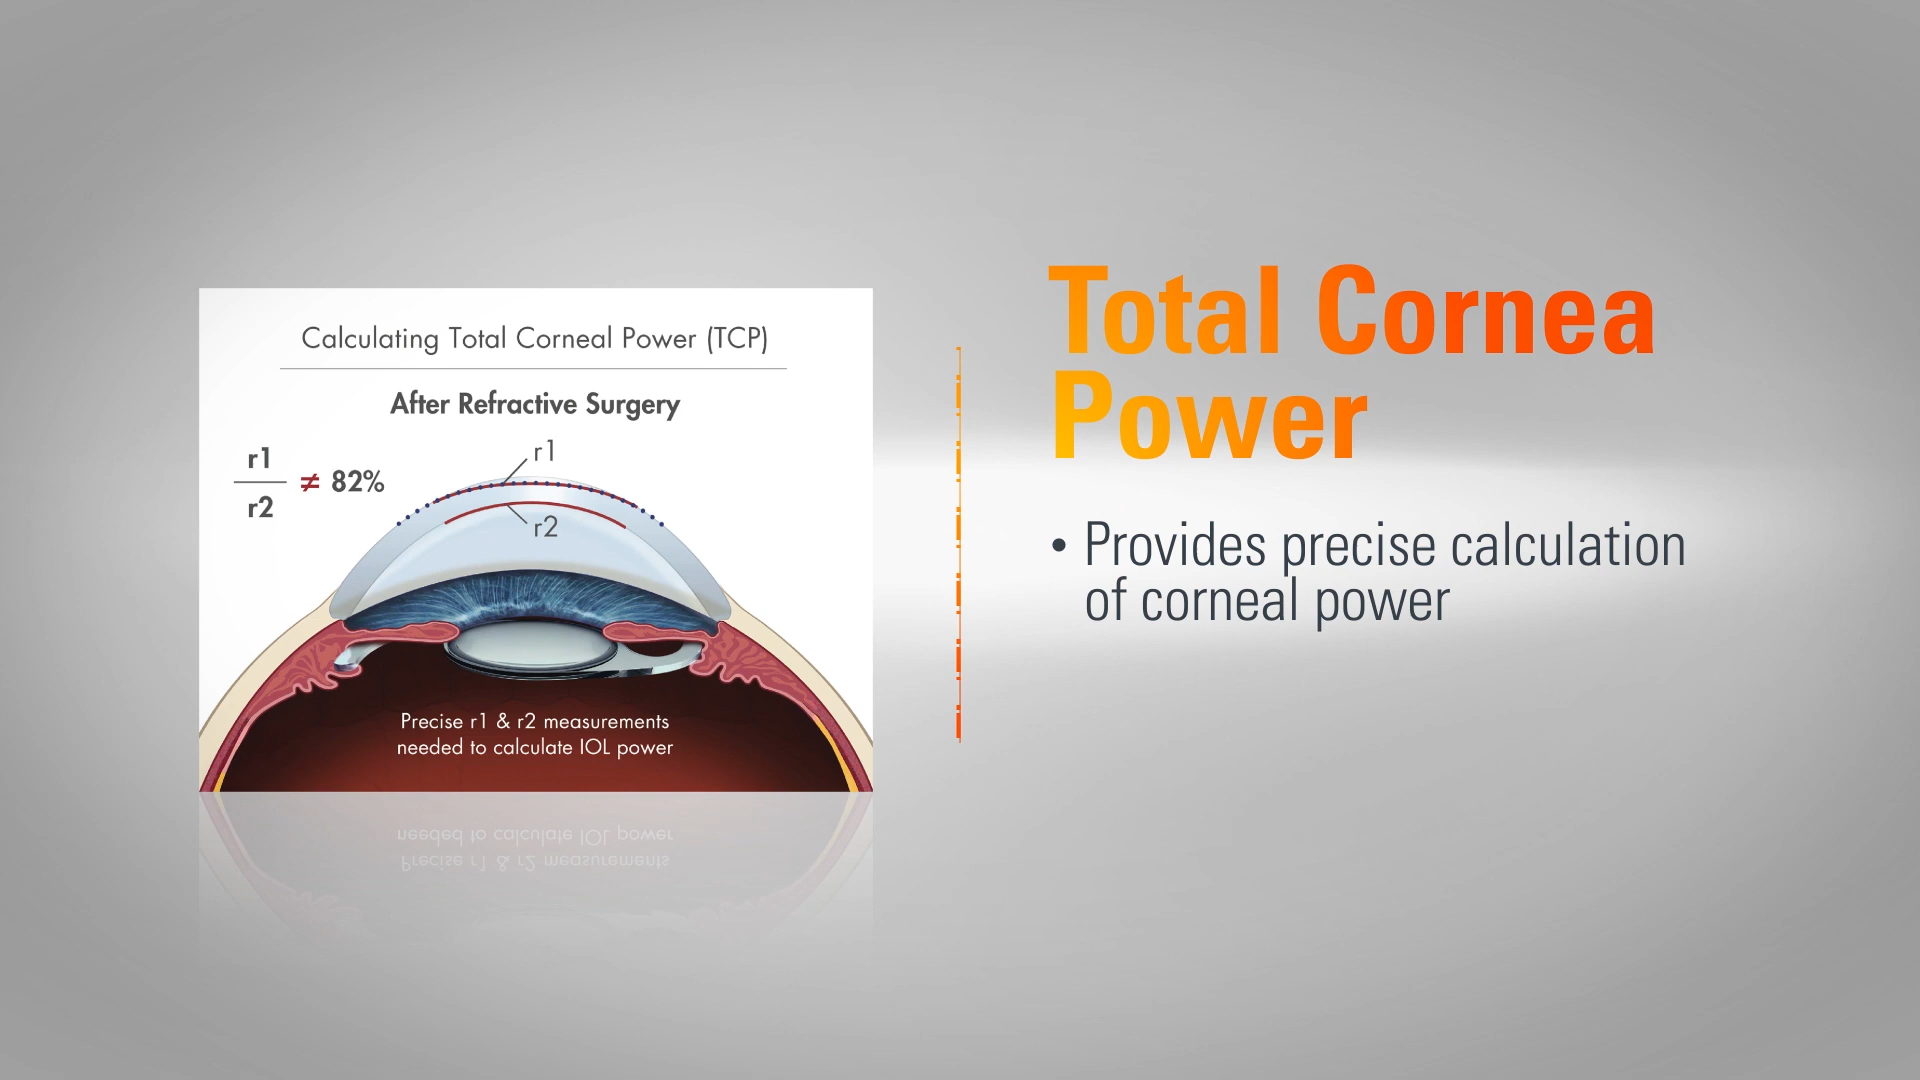 Calculating Total Corneal Power (TCP)
After Refractive Surgery
r1
r1
r2
≠ 82%
r2
Precise r1 & r2 measurements
needed to calculate IOL power
Total Cornea
Power
• Provides precise calculation
of corneal power